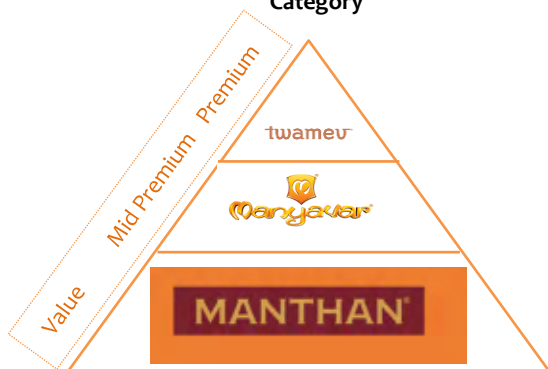 Category
Premium
twamev
Mid Premium
Manyavar®
Value
MANTHAN®